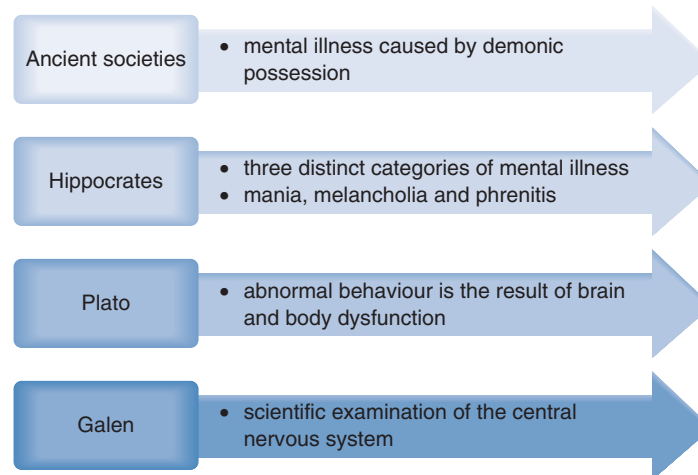 Ancient societies
• mental illness caused by demonic
possession
Hippocrates
• three distinct categories of mental illness
• mania, melancholia and phrenitis
Plato
• abnormal behaviour is the result of brain
and body dysfunction
Galen
• scientific examination of the central
nervous system